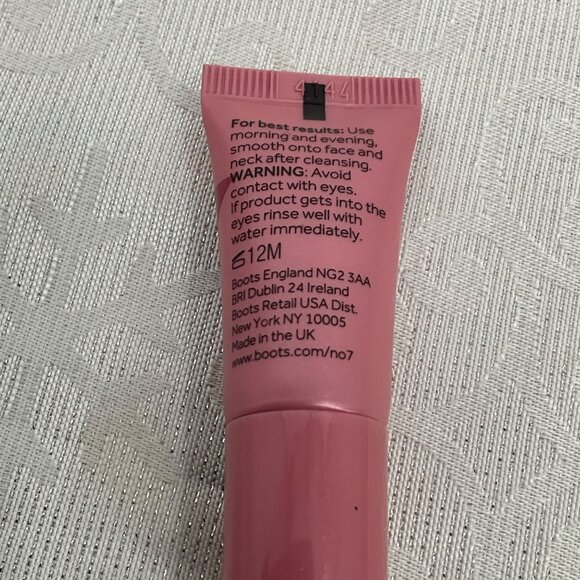 4144
For best results: Use
morning and evening,
smooth onto face and
neck after cleansing.
WARNING: Avoid
contact with eyes.
If product gets into the
eyes rinse well with
water immediately.
12M
Boots England NG2 3AA
BRI Dublin 24 Ireland
Boots Retail USA Dist.
New York NY 10005
Made in the UK
www.boots.com/no7